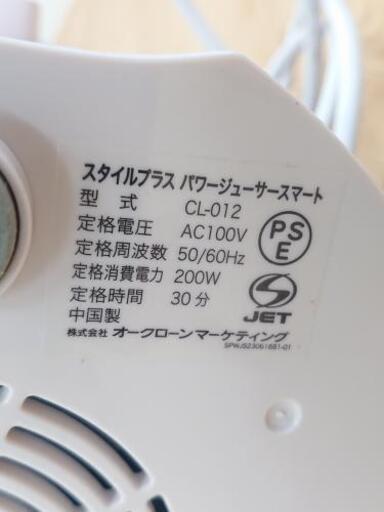 スタイルプラス パワージューサースマート
型 式 CL-012
定格電圧 AC100V
定格周波数 50/60Hz
定格消費電力 200W
定格時間 30分
中国製
株式会社 オークローンマーケティング
PSE
JET